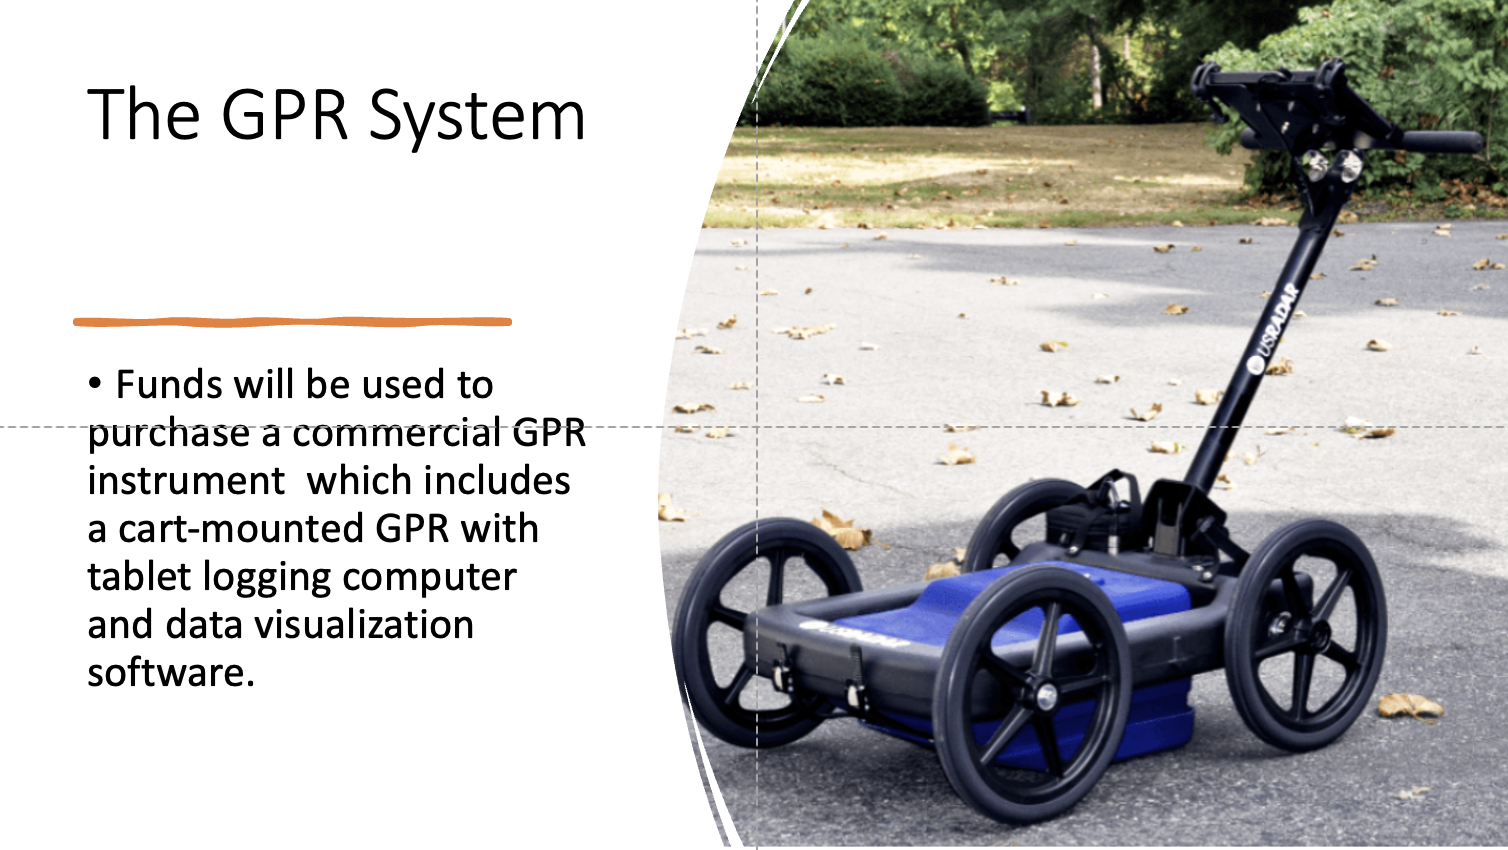 The GPR System
• Funds will be used to
purchase a commercial GPR
instrument  which includes
a cart-mounted GPR with
tablet logging computer
and data visualization
software.
USRADAR
USRADAR